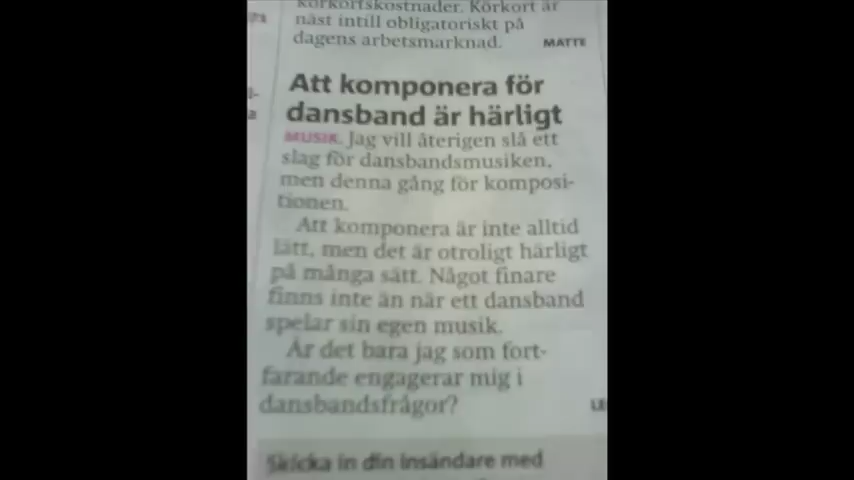 körkortskostnader. Körkort är
näst intill obligatoriskt på
dagens arbetsmarknad. MATTE
Att komponera för
dansband är härligt
MUSIK. Jag vill återigen slå ett
slag för dansbandsmusiken,
men denna gång för komposi-
tionen.
Att komponera är inte alltid
lätt, men det är otroligt härligt
på många sätt. Något finare
finns inte än när ett dansband
spelar sin egen musik.
Är det bara jag som fort-
farande engagerar mig i
dansbandsfrågor?
Skicka in din insändare med